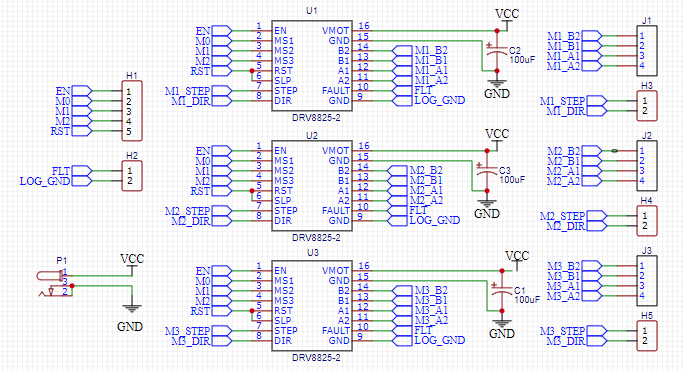 U1
EN
M0
M1
M2
RST
M1_STEP
M1_DIR
1
2
3
4
5
6
7
8
EN
MS1
MS2
MS3
RST
SLP
STEP
DIR
VMOT
GND
B2
B1
A1
A2
FAULT
GND
16
15
14
13
12
11
10
9
DRV8825-2
M1_B2
M1_B1
M1_A1
M1_A2
FLT
LOG_GND
VCC
C2
100uF
GND
M1_B2
M1_B1
M1_A1
M1_A2
J1
1
2
3
4
H1
EN
M0
M1
M2
RST
1
2
3
4
5
M1_STEP
M1_DIR
H3
1
2
H2
FLT
LOG_GND
1
2
U2
EN
M0
M1
M2
RST
M2_STEP
M2_DIR
1
2
3
4
5
6
7
8
EN
MS1
MS2
MS3
RST
SLP
STEP
DIR
VMOT
GND
B2
B1
A1
A2
FAULT
GND
16
15
14
13
12
11
10
9
DRV8825-2
M2_B2
M2_B1
M2_A1
M2_A2
FLT
LOG_GND
VCC
C3
100uF
GND
M2_B2
M2_B1
M2_A1
M2_A2
J2
1
2
3
4
M2_STEP
M2_DIR
H4
1
2
P1
1
3
2
VCC
GND
U3
EN
M0
M1
M2
RST
M3_STEP
M3_DIR
1
2
3
4
5
6
7
8
EN
MS1
MS2
MS3
RST
SLP
STEP
DIR
VMOT
GND
B2
B1
A1
A2
FAULT
GND
16
15
14
13
12
11
10
9
DRV8825-2
M3_B2
M3_B1
M3_A1
M3_A2
FLT
LOG_GND
VCC
C1
100uF
GND
M3_B2
M3_B1
M3_A1
M3_A2
J3
1
2
3
4
M3_STEP
M3_DIR
H5
1
2